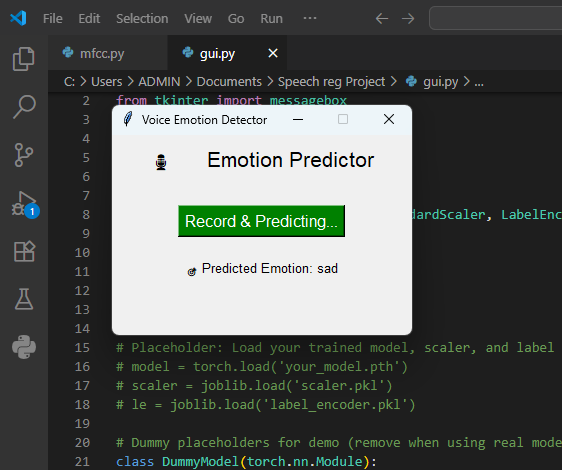 File Edit Selection View Go Run ...
mfcc.py
gui.py
C: > Users > ADMIN > Documents > Speech reg Project > gui.py > ...
2 from tkinter import messagebox
3
Voice Emotion Detector
4
5
Emotion Predictor
6
7
8 dardScaler, LabelEnc
Record & Predicting...
9
10
11
Predicted Emotion: sad
12
13
14
15 # Placeholder: Load your trained model, scaler, and label
16 # model = torch.load('your_model.pth')
17 # scaler = joblib.load('scaler.pkl')
18 # le = joblib.load('label_encoder.pkl')
19
20 # Dummy placeholders for demo (remove when using real mode
21 class DummyModel(torch.nn.Module):
1